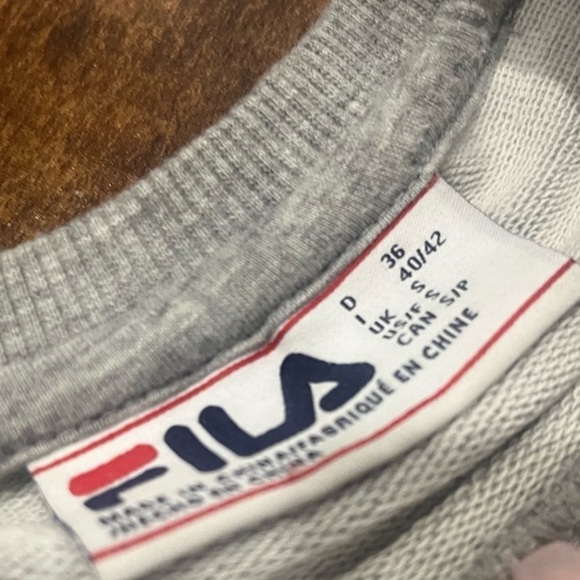 FILA
D 36
I 40/42
UK S
US/F S
CAN S/P
MADE IN CHINA/FABRIQUÉ EN CHINE
/HECHO EN CHINA